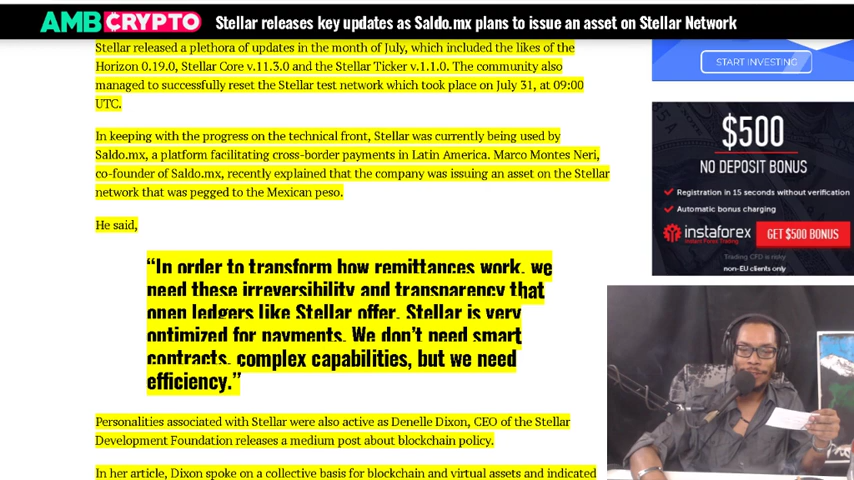 AMBCRYPTO
Stellar releases key updates as Saldo.mx plans to issue an asset on Stellar Network
Stellar released a plethora of updates in the month of July, which included the likes of the
Horizon 0.19.0, Stellar Core v.11.3.0 and the Stellar Ticker v.1.1.0. The community also
managed to successfully reset the Stellar test network which took place on July 31, at 09:00
UTC.
In keeping with the progress on the technical front, Stellar was currently being used by
Saldo.mx, a platform facilitating cross-border payments in Latin America. Marco Montes Neri,
co-founder of Saldo.mx, recently explained that the company was issuing an asset on the Stellar
network that was pegged to the Mexican peso.
He said,
“In order to transform how remittances work, we
need these irreversibility and transparency that
open ledgers like Stellar offer. Stellar is very
optimized for payments. We don’t need smart
contracts, complex capabilities, but we need
efficiency.”
Personalities associated with Stellar were also active as Denelle Dixon, CEO of the Stellar
Development Foundation releases a medium post about blockchain policy.
In her article, Dixon spoke on a collective basis for blockchain and virtual assets and indicated
START INVESTING
$500
NO DEPOSIT BONUS
Registration in 15 seconds without verification
Automatic bonus charging
instaforex
Instant Forex Trading
GET $500 BONUS
Trading CFD is risky
non-EU clients only